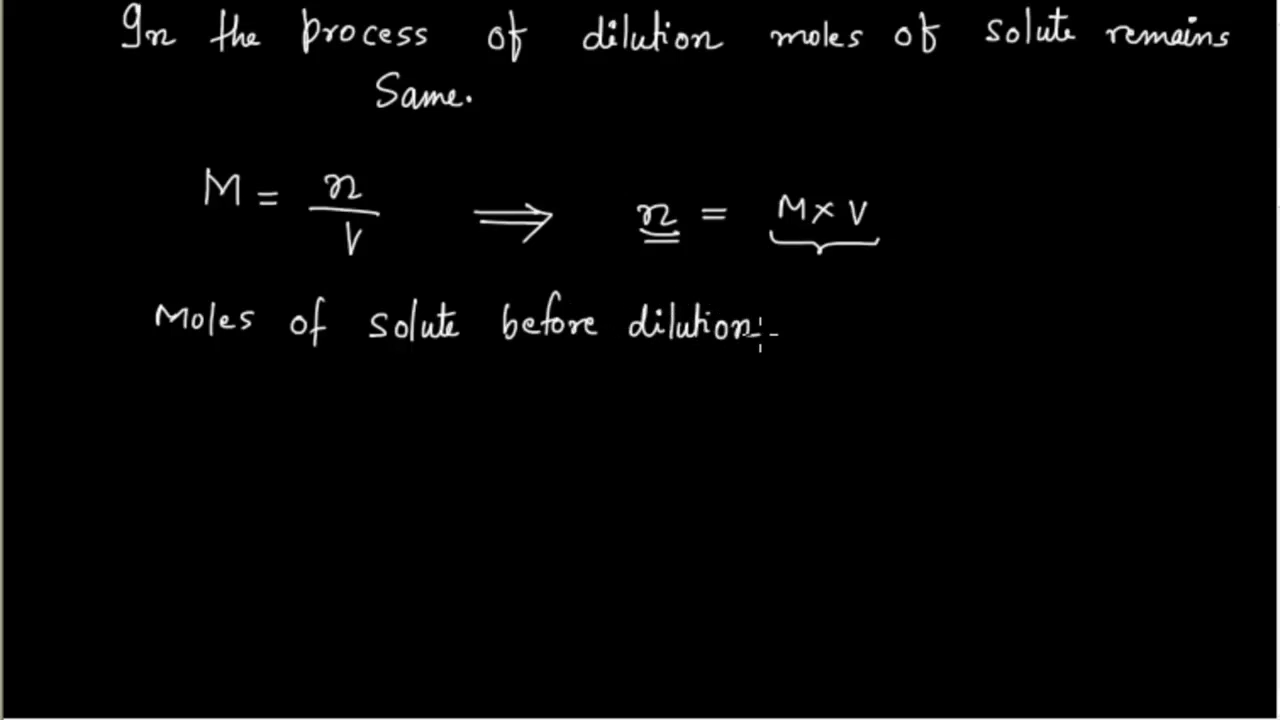 In the process of dilution moles of solute remains
Same.
M = n/V ⟹ n = M × V
Moles of solute before dilution